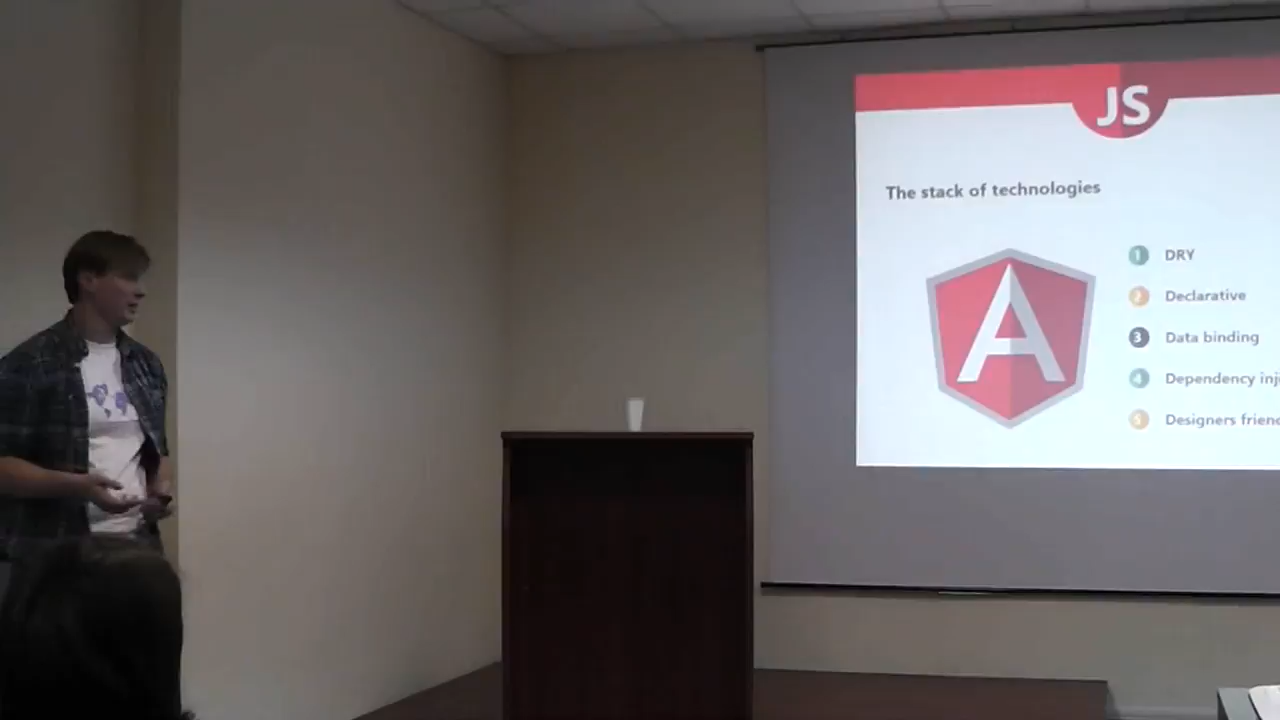 JS
The stack of technologies
A
1 DRY
2 Declarative
3 Data binding
4 Dependency inj
5 Designers frien